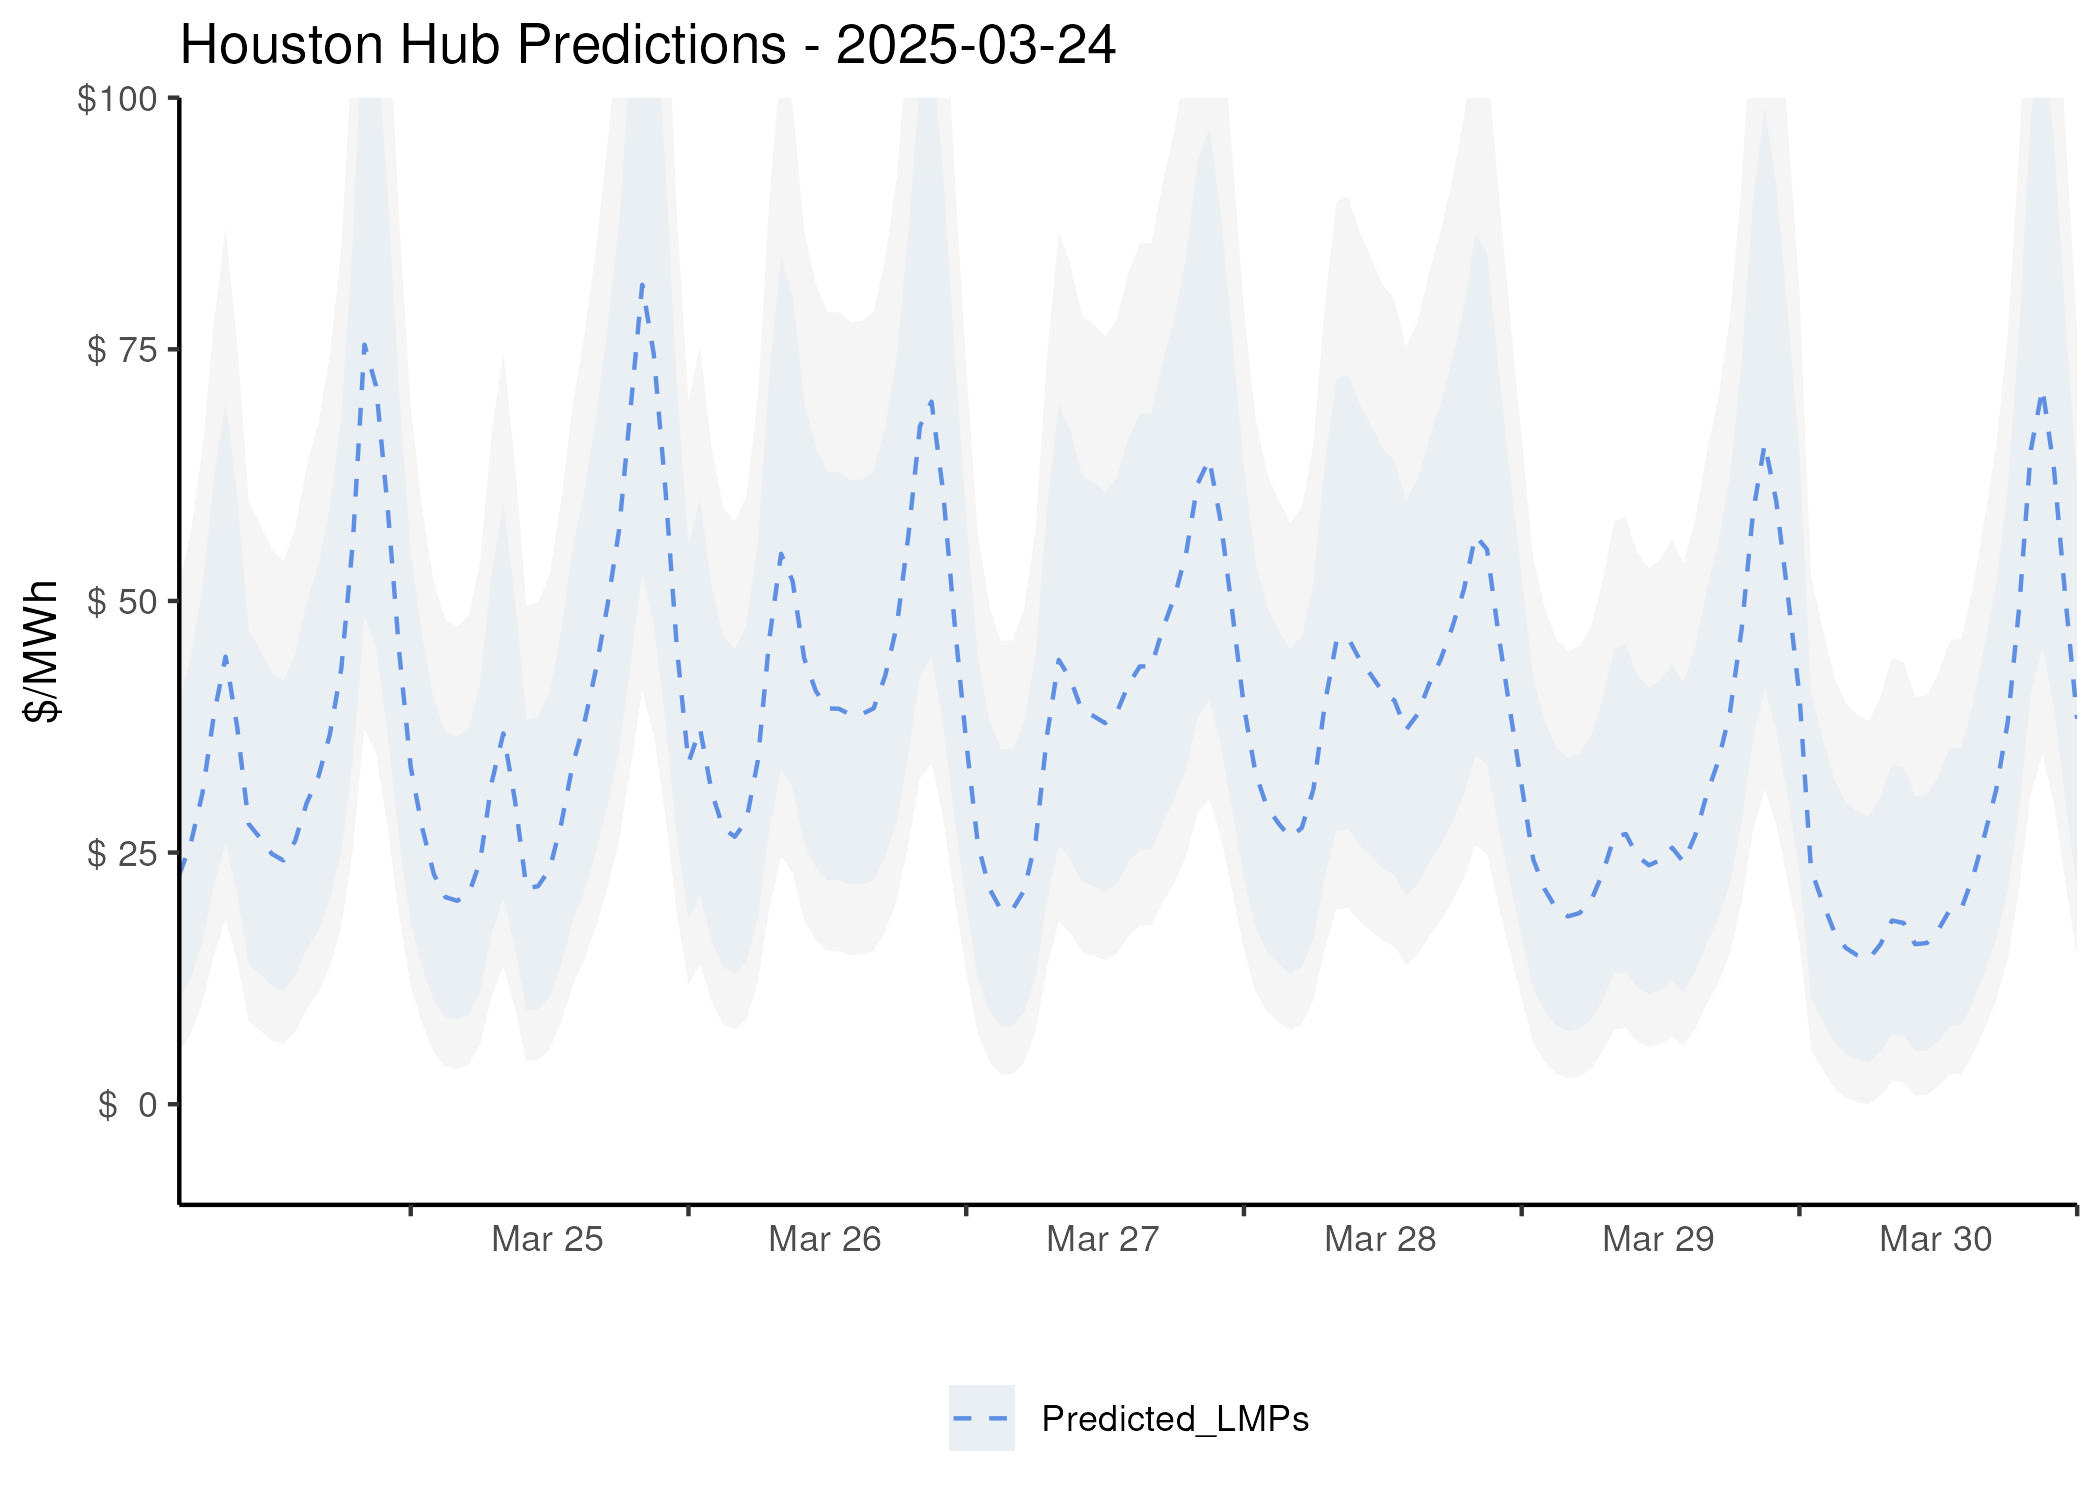 Houston Hub Predictions - 2025-03-24
$100
$ 75
$ 50
$ 25
$  0
$/MWh
Mar 25
Mar 26
Mar 27
Mar 28
Mar 29
Mar 30
Predicted_LMPs